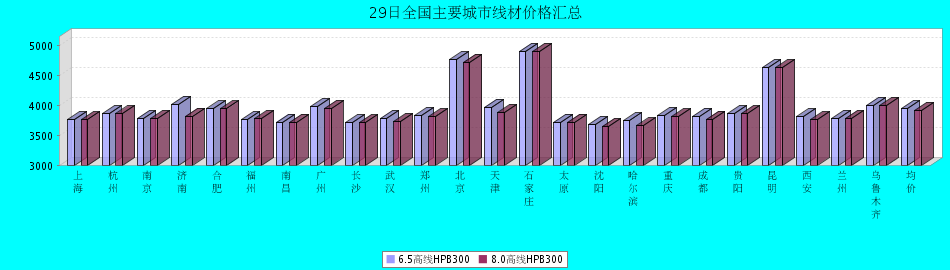 29日全国主要城市线材价格汇总
5000
4500
4000
3500
3000
上海
杭州
南京
济南
合肥
福州
南昌
广州
长沙
武汉
郑州
北京
天津
石家庄
太原
沈阳
哈尔滨
重庆
成都
贵阳
昆明
西安
兰州
乌鲁木齐
均价
6.5高线HPB300
8.0高线HPB300